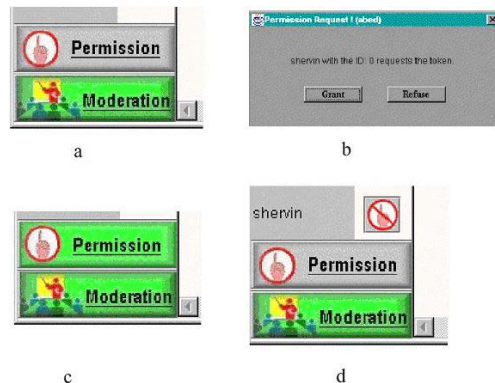 Permission
Moderation
a
Permission Request ! (abed)
shervin with the ID: 0 requests the token.
Grant
Refuse
b
Permission
Moderation
c
shervin
Permission
Moderation
d